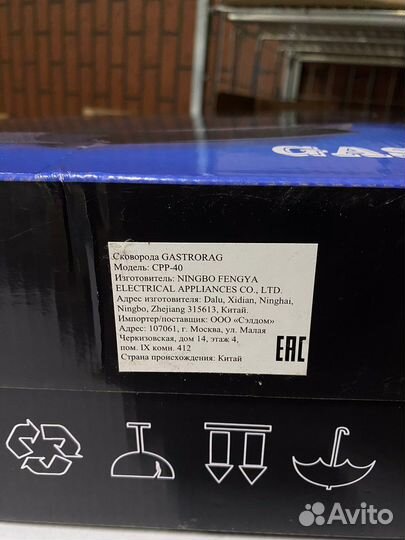 GAS
Сковорода GASTRORAG
Модель: CPP-40
Изготовитель: NINGBO FENGYA
ELECTRICAL APPLIANCES CO., LTD.
Адрес изготовителя: Dalu, Xidian, Ninghai,
Ningbo, Zhejiang 315613, Китай.
Импортер/поставщик: ООО «Сэлдом»
Адрес: 107061, г. Москва, ул. Малая
Черкизовская, дом 14, этаж 4,
пом. IX комн. 412
Страна происхождения: Китай
EAC
Avito